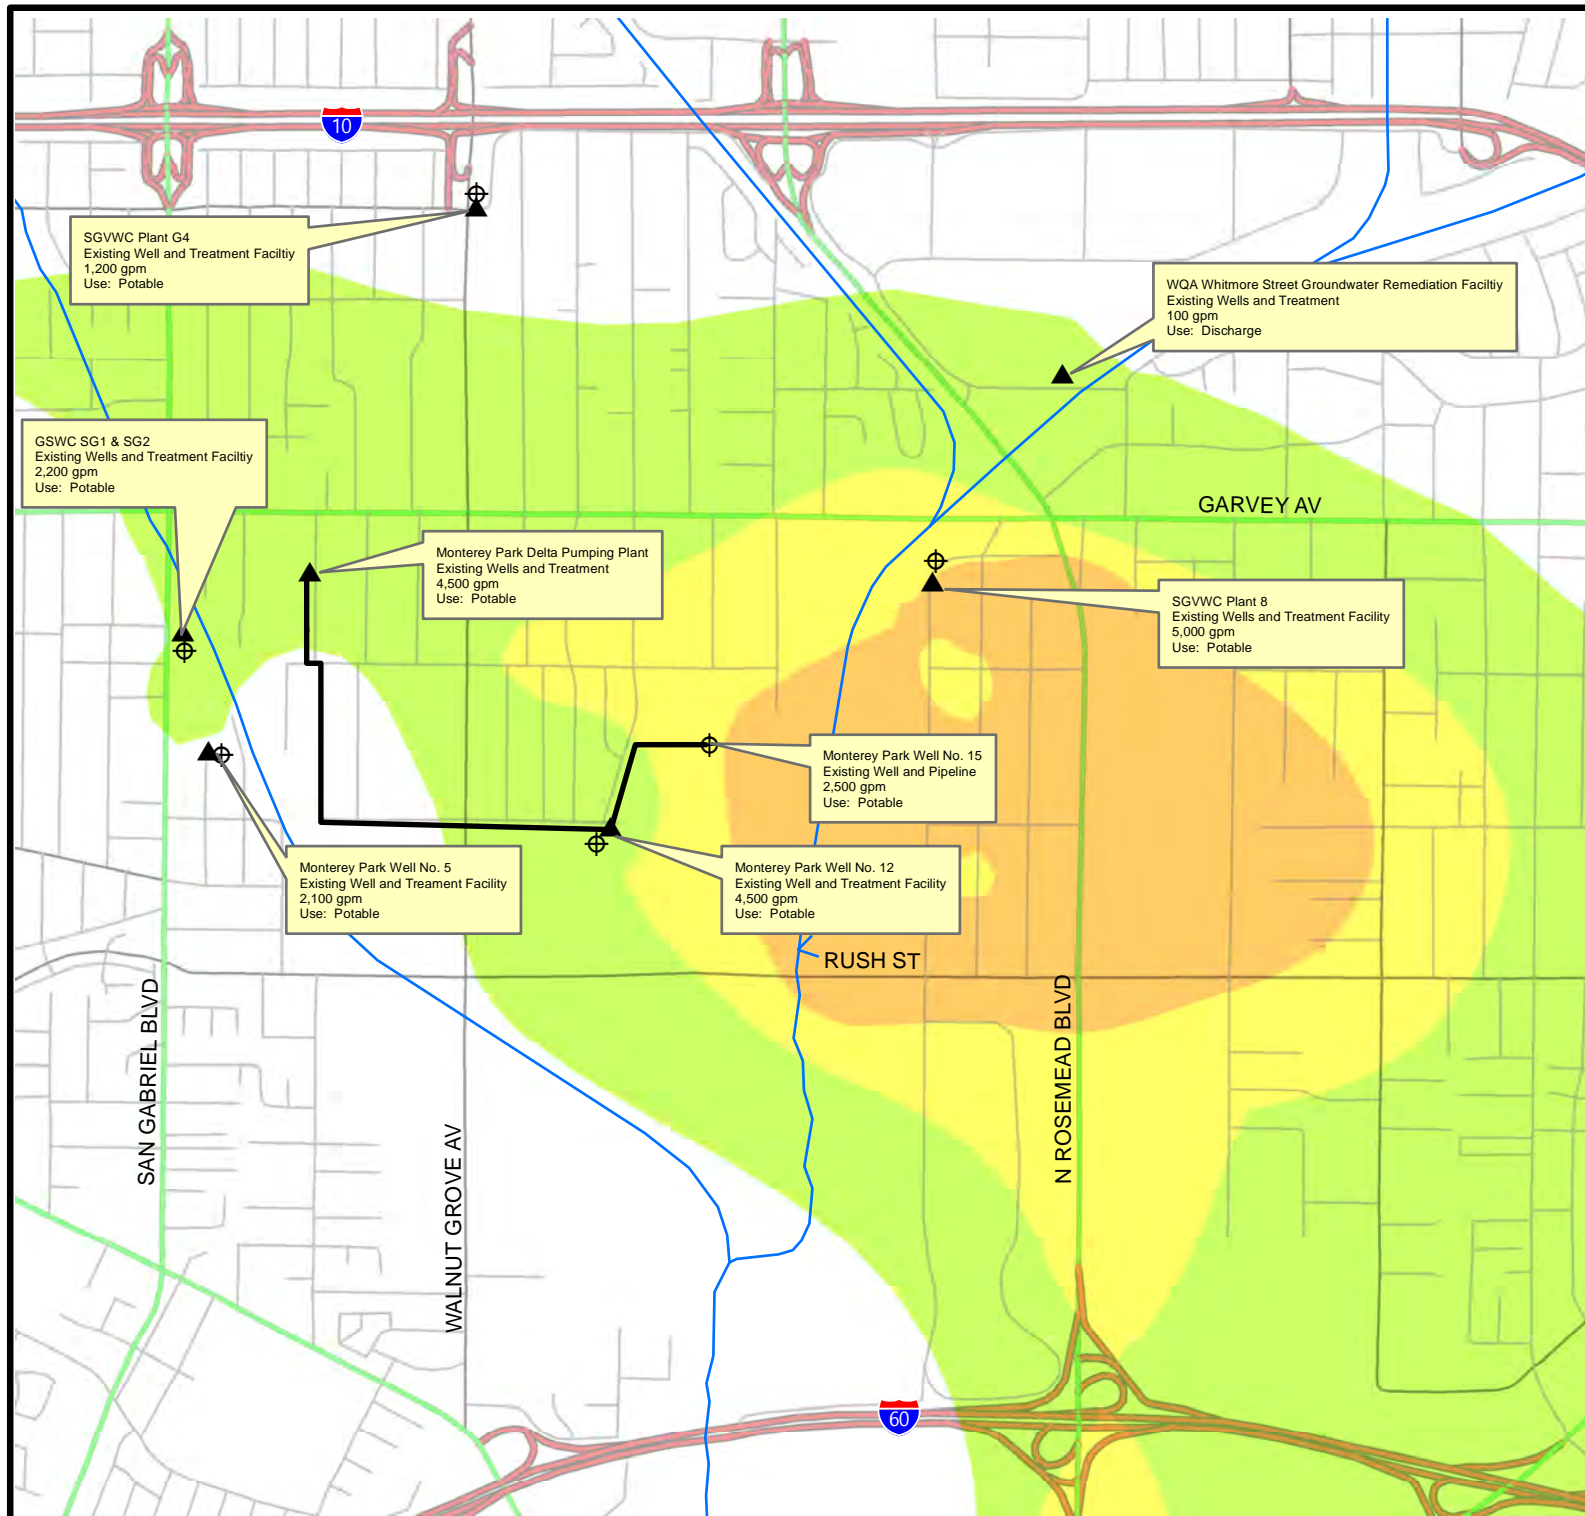 10
SGVWC Plant G4
Existing Well and Treatment Faciltiy
1,200 gpm
Use: Potable
WQA Whitmore Street Groundwater Remediation Faciltiy
Existing Wells and Treatment
100 gpm
Use: Discharge
GSWC SG1 & SG2
Existing Wells and Treatment Faciltiy
2,200 gpm
Use: Potable
GARVEY AV
Monterey Park Delta Pumping Plant
Existing Wells and Treatment
4,500 gpm
Use: Potable
SGVWC Plant 8
Existing Wells and Treatment Facility
5,000 gpm
Use: Potable
Monterey Park Well No. 15
Existing Well and Pipeline
2,500 gpm
Use: Potable
Monterey Park Well No. 5
Existing Well and Treament Facility
2,100 gpm
Use: Potable
Monterey Park Well No. 12
Existing Well and Treament Facility
4,500 gpm
Use: Potable
RUSH ST
SAN GABRIEL BLVD
N ROSEMEAD BLVD
WALNUT GROVE AV
60